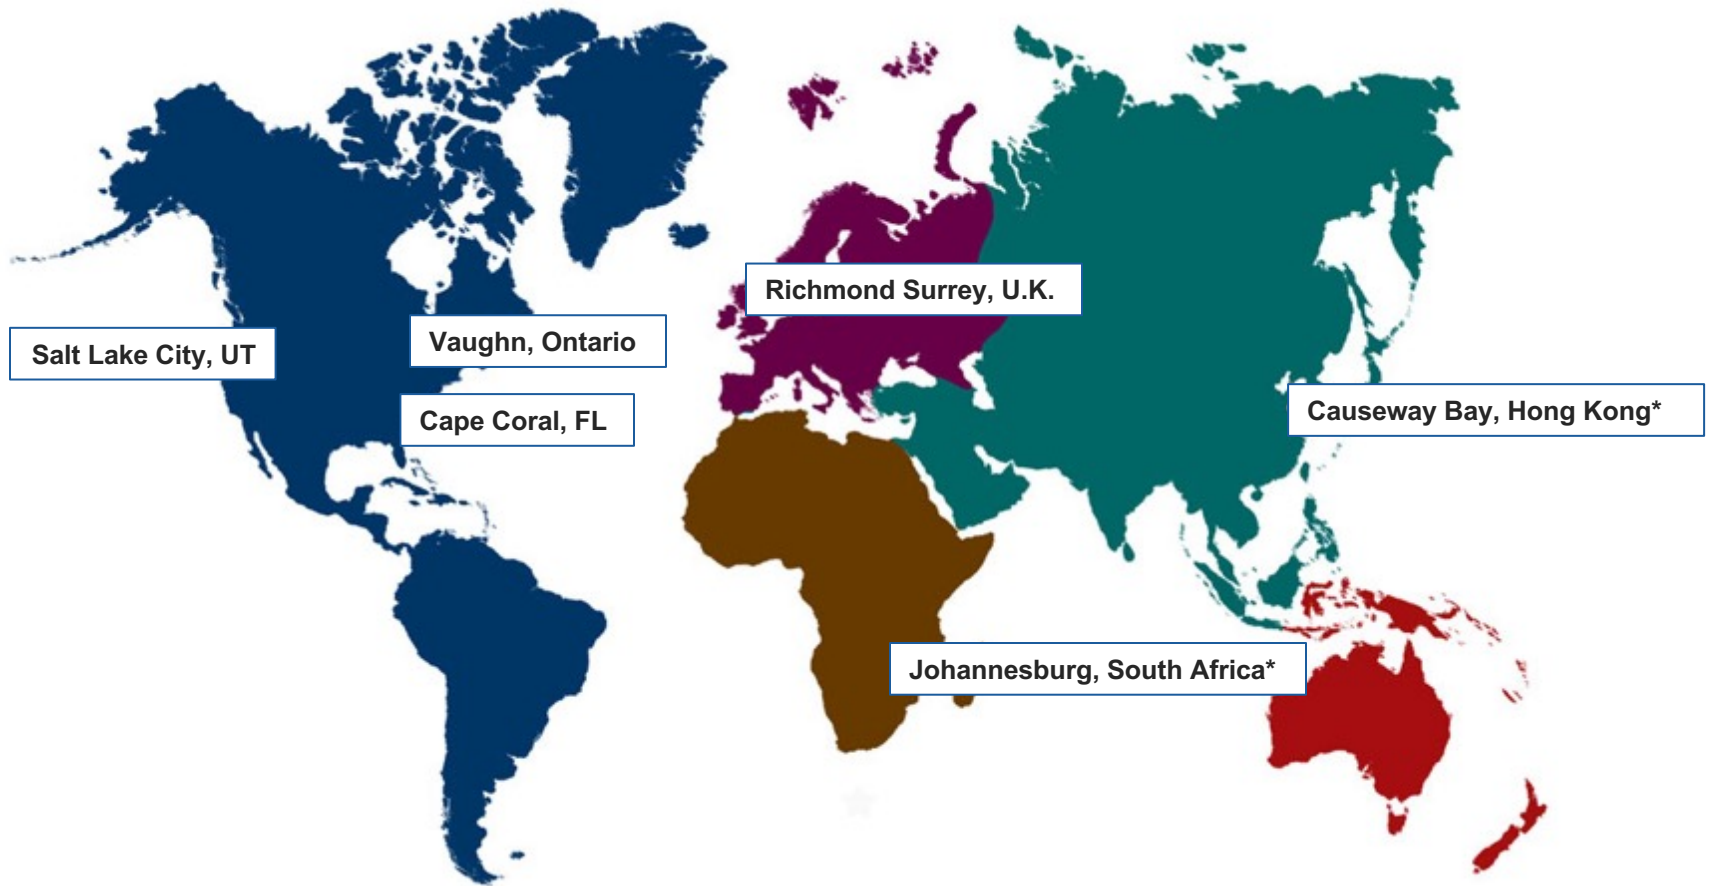 Richmond Surrey, U.K.
Vaughn, Ontario
Salt Lake City, UT
Cape Coral, FL
Causeway Bay, Hong Kong*
Johannesburg, South Africa*